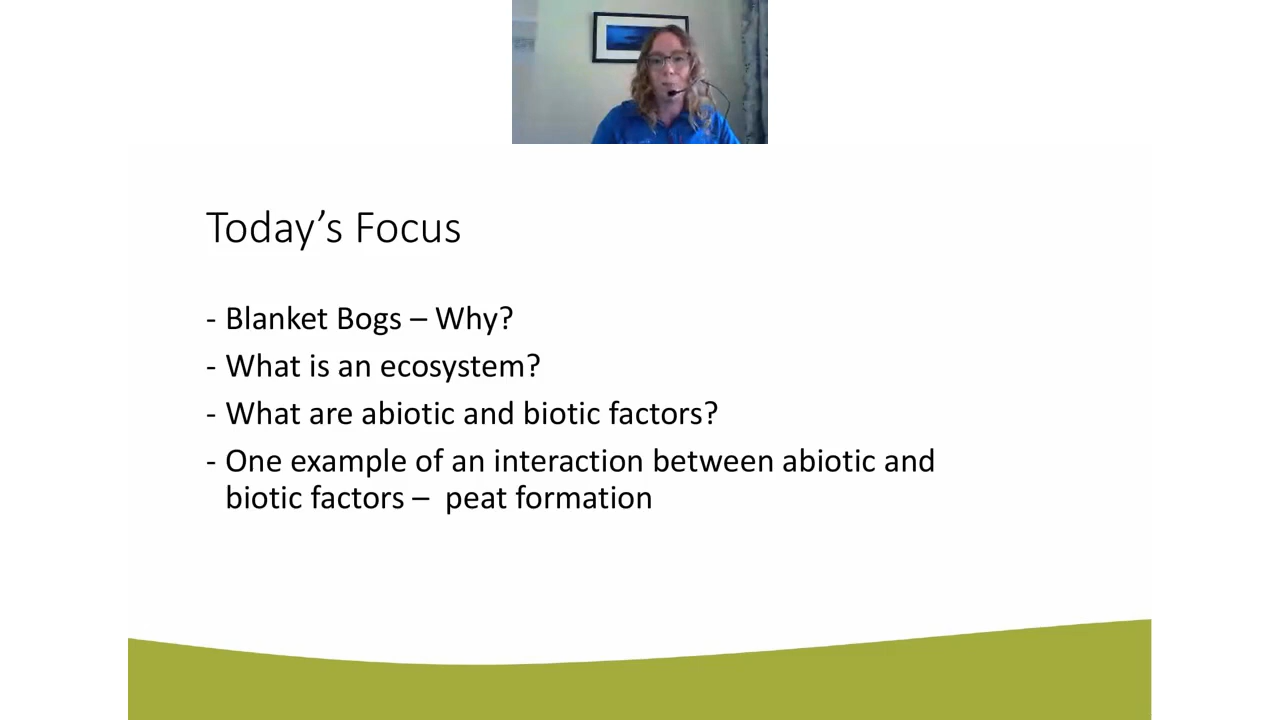 Today’s Focus
- Blanket Bogs – Why?
- What is an ecosystem?
- What are abiotic and biotic factors?
- One example of an interaction between abiotic and
biotic factors –  peat formation